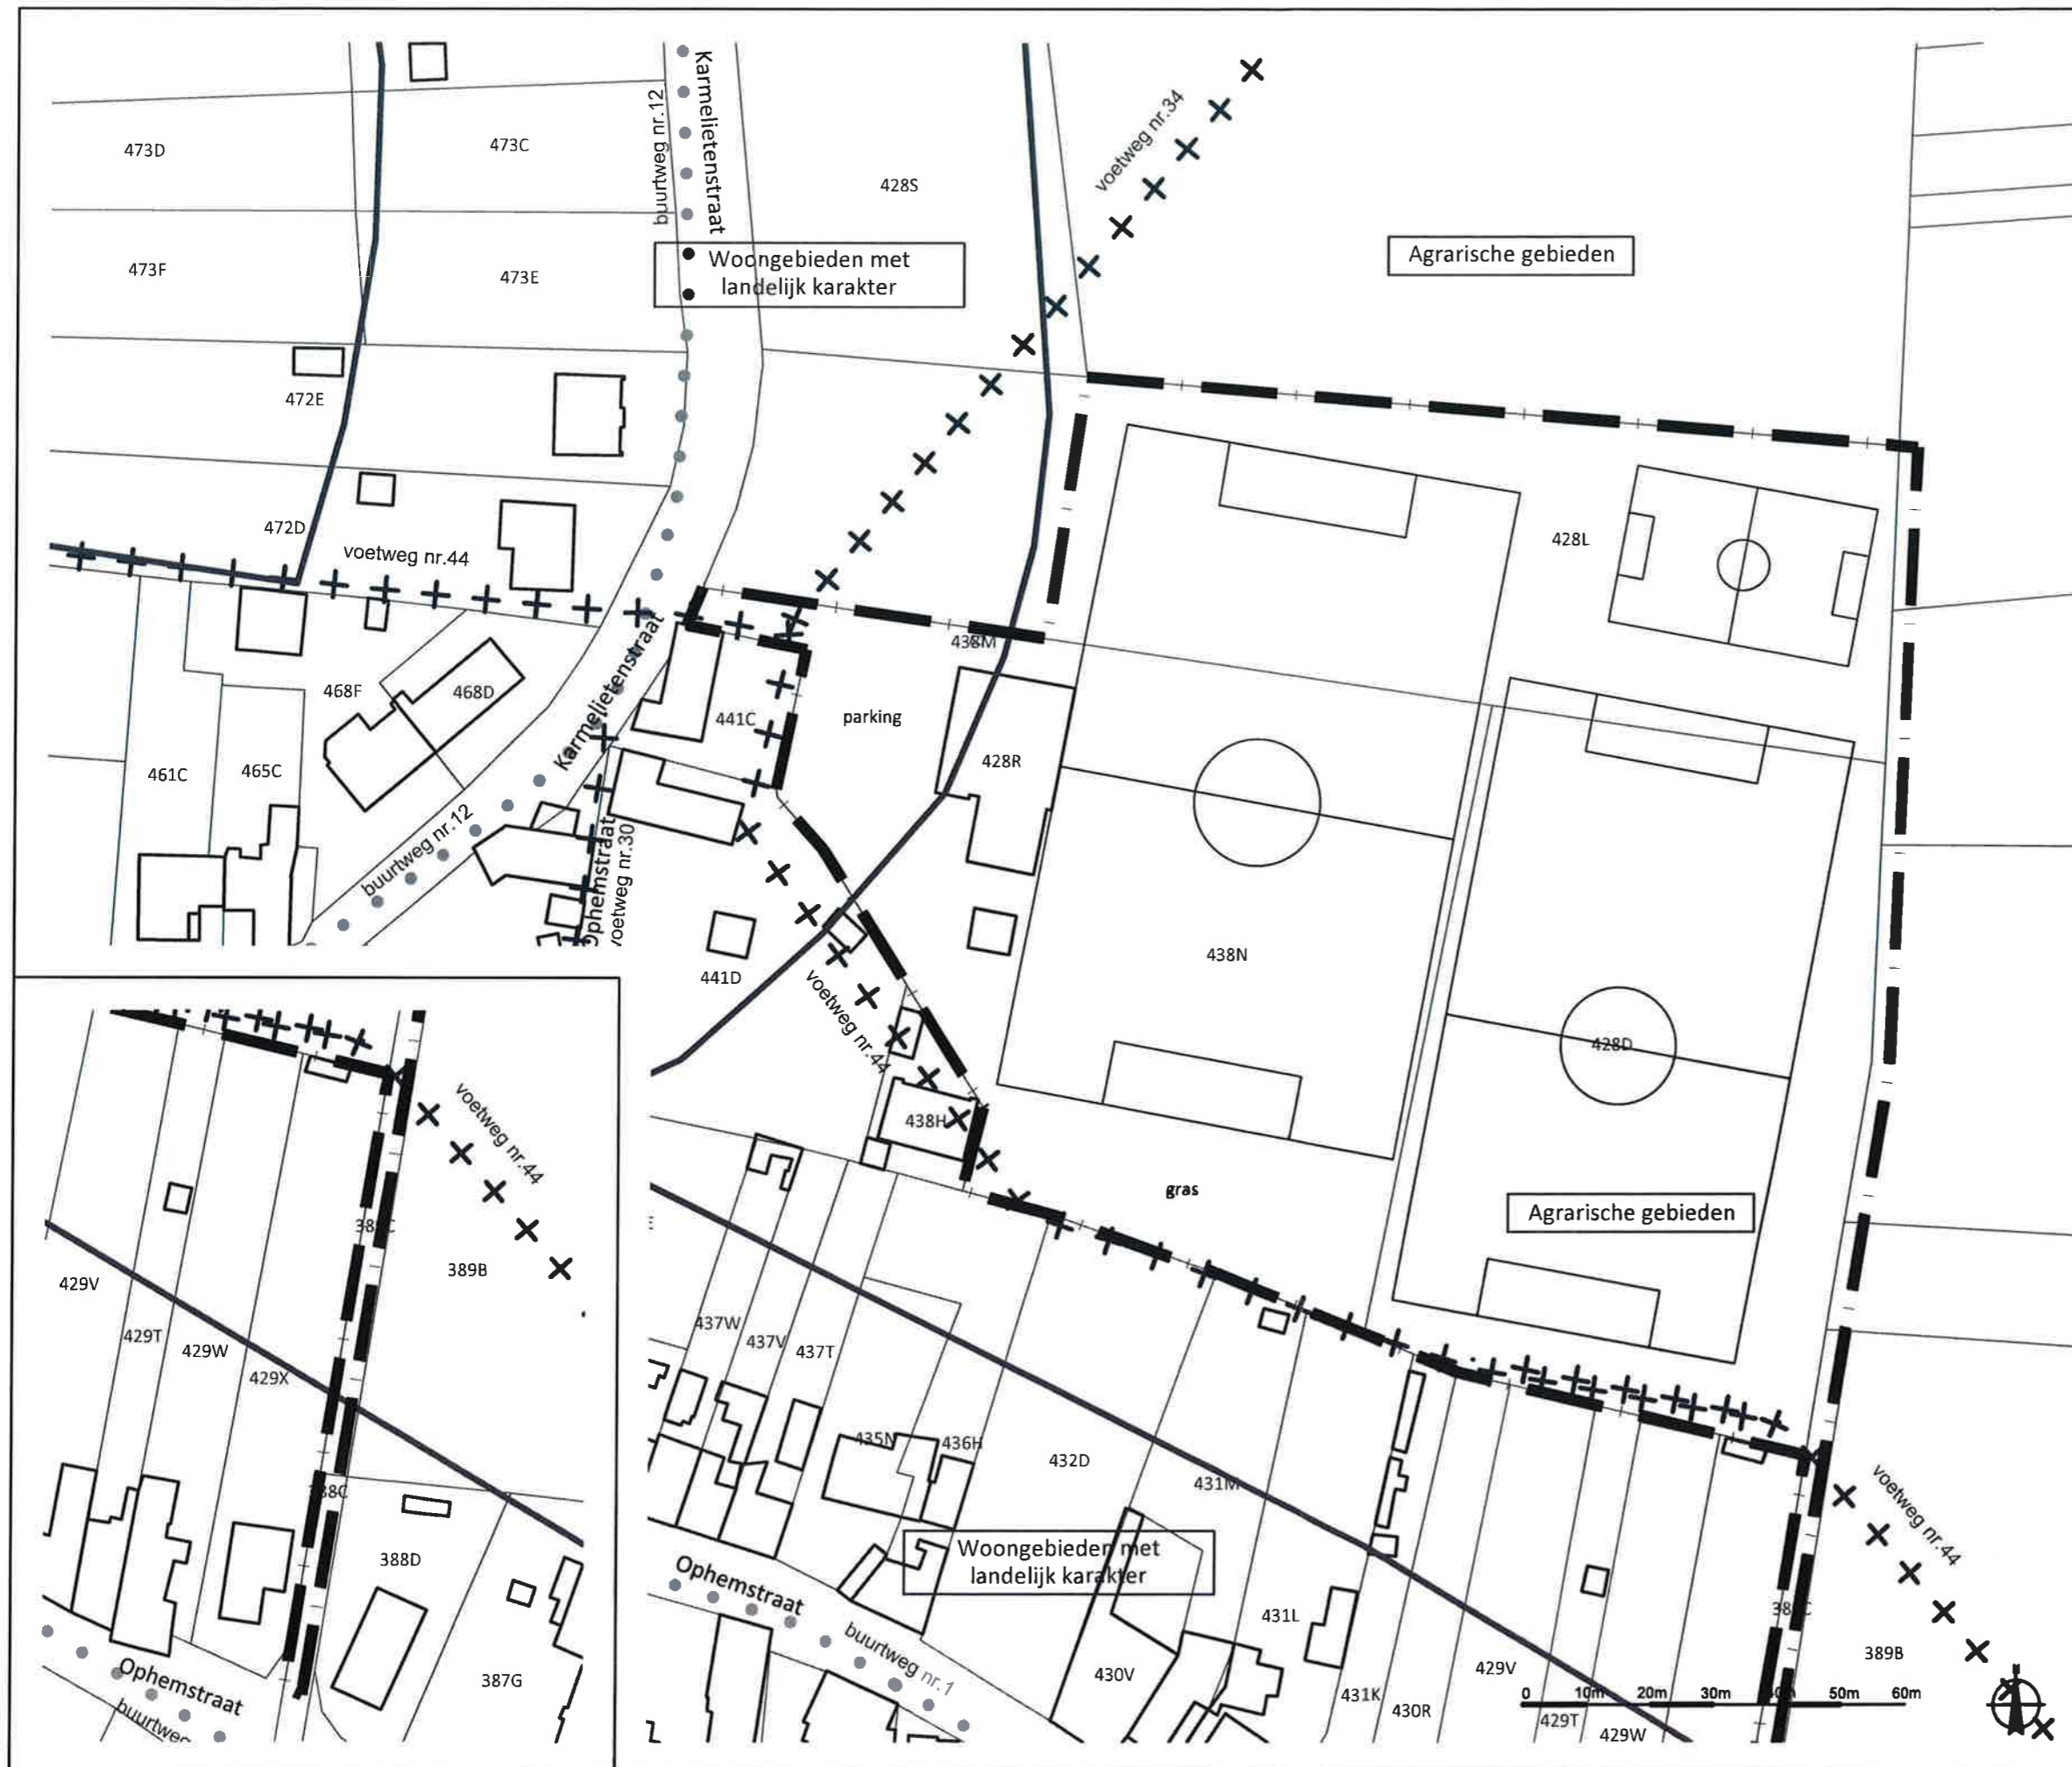 Karmelietenstraat
buurtweg nr.12
voetweg nr.34
473D
473C
428S
Woongebieden met
landelijk karakter
Agrarische gebieden
473F
473E
472E
472D
voetweg nr.44
428L
438M
Karmelietenstraat
468F
468D
441C
parking
428R
461C
465C
buurtweg nr.12
Ophemstraat
voetweg nr.30
438N
441D
voetweg nr.44
428D
438H
gras
Agrarische gebieden
437W
437V
437T
435N
436H
432D
431M
Woongebieden met
landelijk karakter
Ophemstraat
buurtweg nr.1
431L
430V
431K
430R
429V
429T
429W
voetweg nr.44
389B
0 10m 20m 30m 50m 60m
voetweg nr.44
389B
429V
429T
429W
429X
388D
387G
Ophemstraat